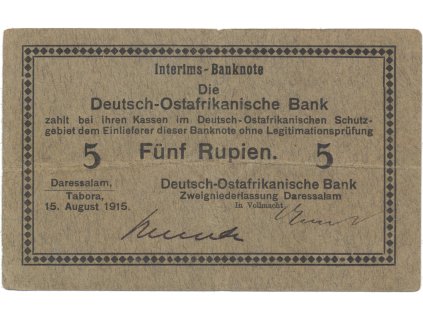 Interims-Banknote
Die
Deutsch-Ostafrikanische Bank
zahlt bei ihren Kassen im Deutsch-Ostafrikanischen Schutz-
gebiet dem Einlieferer dieser Banknote ohne Legitimationsprüfung
5 Fünf Rupien. 5
Daressalam, Deutsch-Ostafrikanische Bank
Tabora, Zweigniederlassung Daressalam
15. August 1915. In Vollmacht